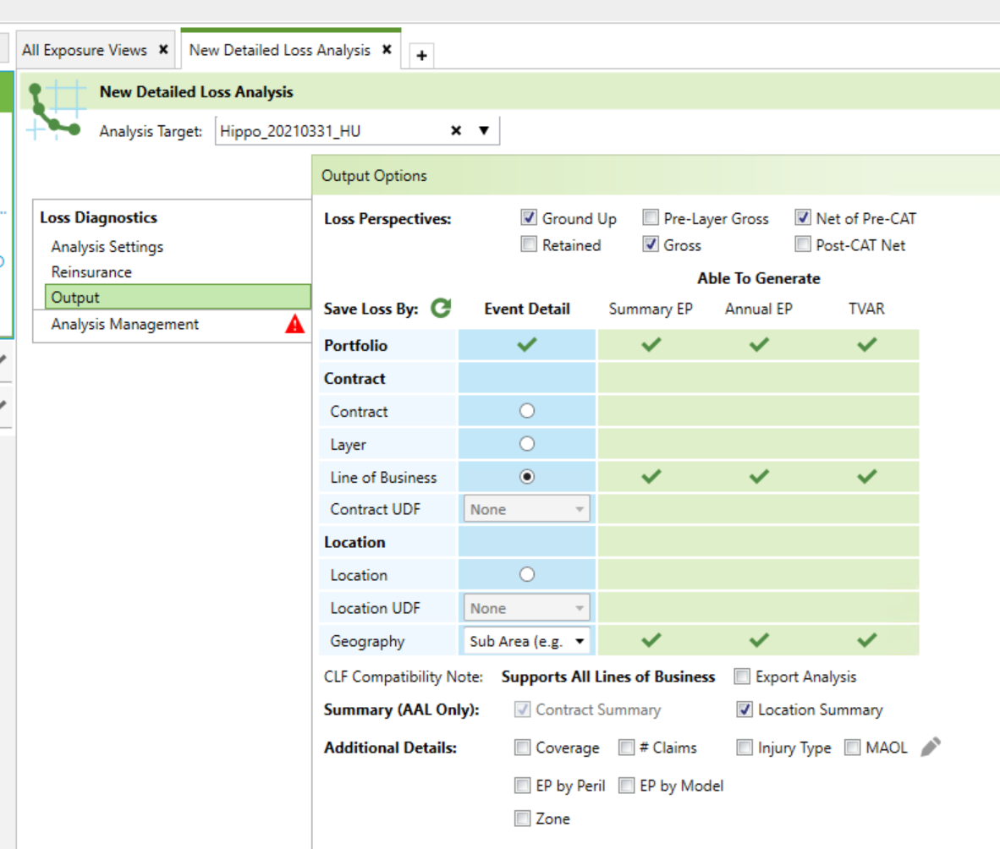 All Exposure Views
New Detailed Loss Analysis
+
New Detailed Loss Analysis
Analysis Target: Hippo_20210331_HU
Output Options
Loss Diagnostics
Analysis Settings
Reinsurance
Output
Analysis Management
Loss Perspectives: Ground Up Pre-Layer Gross Net of Pre-CAT
Retained Gross Post-CAT Net
Able To Generate
Save Loss By: Event Detail Summary EP Annual EP TVAR
Portfolio
Contract
Contract
Layer
Line of Business
Contract UDF None
Location
Location
Location UDF None
Geography Sub Area (e.g.
CLF Compatibility Note: Supports All Lines of Business Export Analysis
Summary (AAL Only): Contract Summary Location Summary
Additional Details: Coverage # Claims Injury Type MAOL
EP by Peril EP by Model
Zone